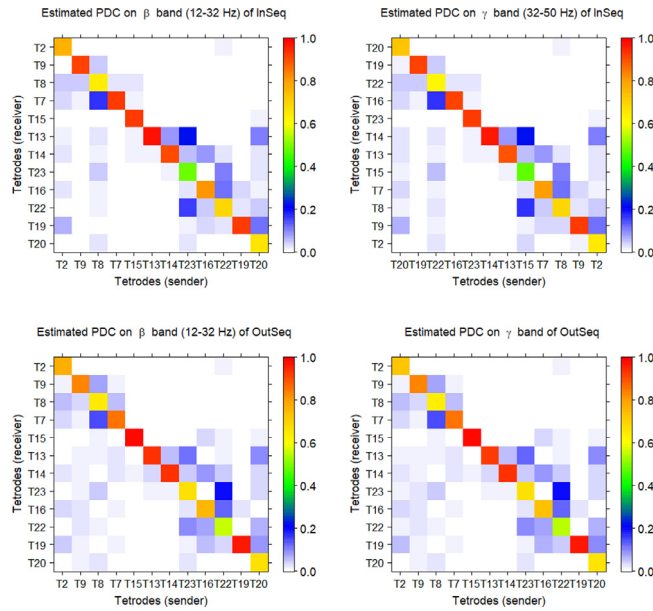 Estimated PDC on β band (12-32 Hz) of InSeq
Tetrodes (receiver)
T2
T9
T8
T7
T15
T13
T14
T23
T16
T22
T19
T20
T2 T9 T8 T7 T15T13T14T23T16T22T19T20
Tetrodes (sender)
1.0
0.8
0.6
0.4
0.2
0.0
Estimated PDC on γ band (32-50 Hz) of InSeq
Tetrodes (receiver)
T20
T19
T22
T16
T23
T14
T13
T15
T7
T8
T9
T2
T20T19T22T16T23T14T13T15 T7 T8 T9 T2
Tetrodes (sender)
1.0
0.8
0.6
0.4
0.2
0.0
Estimated PDC on β band (12-32 Hz) of OutSeq
Tetrodes (receiver)
T2
T9
T8
T7
T15
T13
T14
T23
T16
T22
T19
T20
T2 T9 T8 T7 T15T13T14T23T16T22T19T20
Tetrodes (sender)
1.0
0.8
0.6
0.4
0.2
0.0
Estimated PDC on γ band of OutSeq
Tetrodes (receiver)
T2
T9
T8
T7
T15
T13
T14
T23
T16
T22
T19
T20
T2 T9 T8 T7 T15T13T14T23T16T22T19T20
Tetrodes (sender)
1.0
0.8
0.6
0.4
0.2
0.0